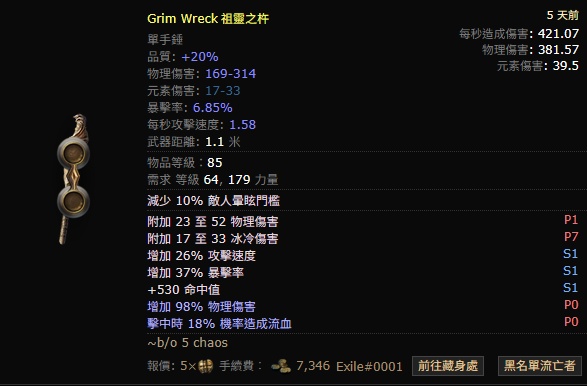 Grim Wreck 祖靈之杵
5 天前
單手錘
每秒造成傷害: 421.07
品質: +20%
物理傷害: 381.57
物理傷害: 169-314
元素傷害: 39.5
元素傷害: 17-33
暴擊率: 6.85%
每秒攻擊速度: 1.58
武器距離: 1.1 米
物品等級：85
需求 等級 64, 179 力量
減少 10% 敵人暈眩門檻
附加 23 至 52 物理傷害 P1
附加 17 至 33 冰冷傷害 P7
增加 26% 攻擊速度 S1
增加 37% 暴擊率 S1
+530 命中值 S1
增加 98% 物理傷害 P0
擊中時 18% 機率造成流血 P0
~b/o 5 chaos
報價: 5× 手續費： 7,346 Exile#0001 前往藏身處 黑名單流亡者